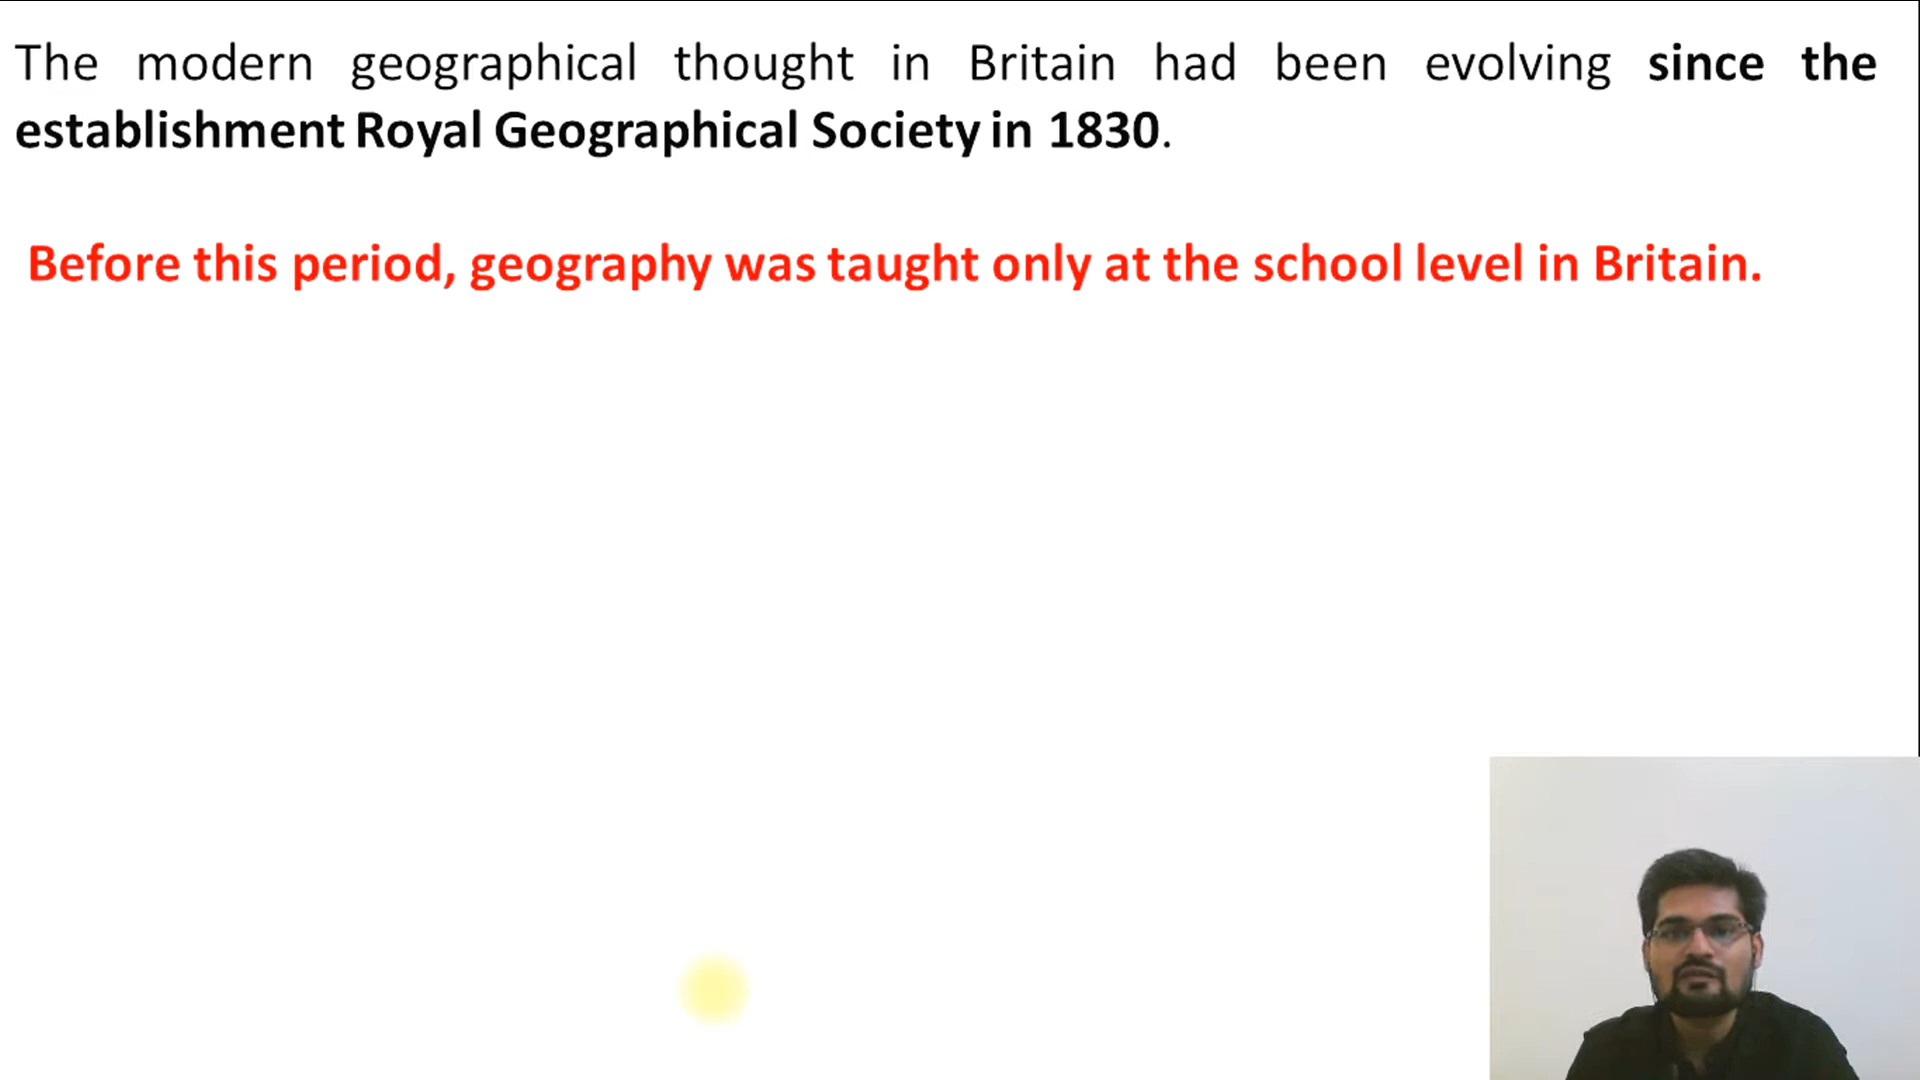 The modern geographical thought in Britain had been evolving since the
establishment Royal Geographical Society in 1830.
Before this period, geography was taught only at the school level in Britain.